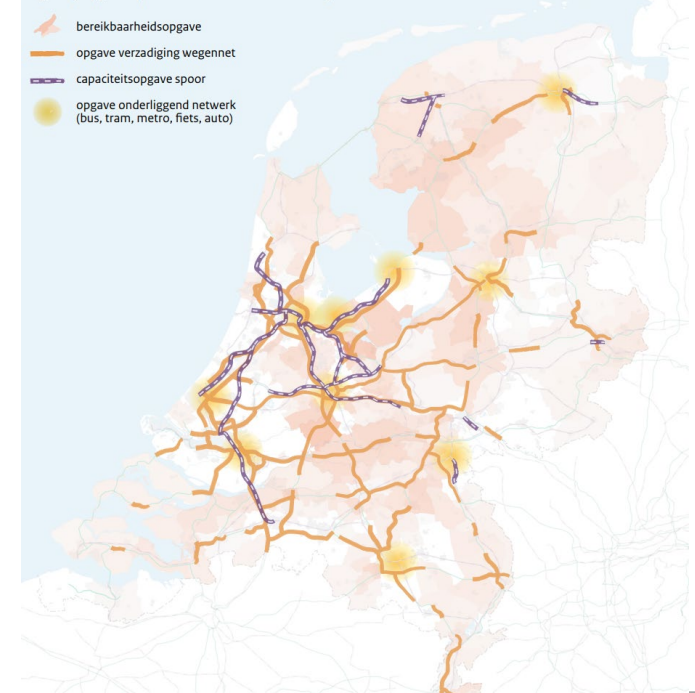 bereikbaarheidsopgave
opgave verzadiging wegennet
capaciteitsopgave spoor
opgave onderliggend netwerk
(bus, tram, metro, fiets, auto)